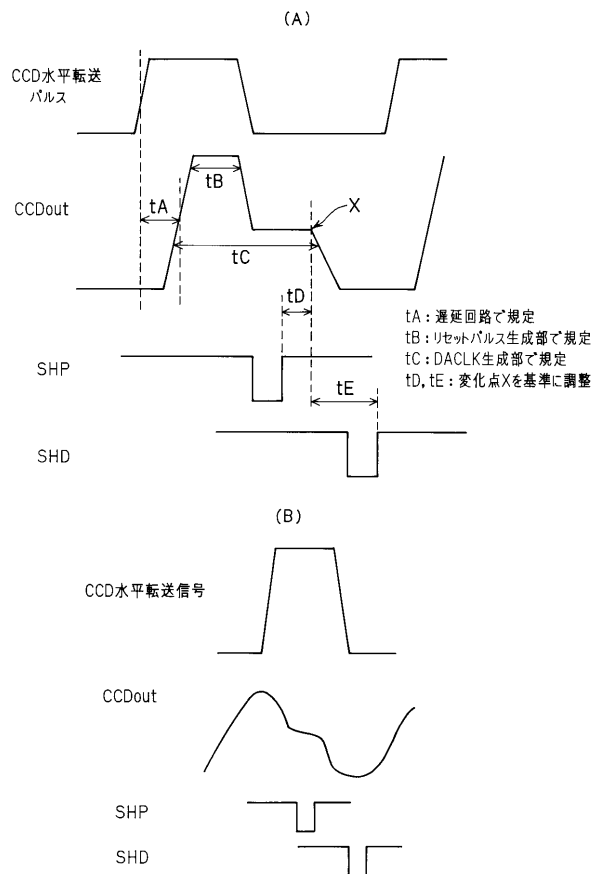 (A)
CCD水平転送
パルス
CCDout
tA
tB
tC
X
tD
tA：遅延回路で規定
tB：リセットパルス生成部で規定
tC：DACLK生成部で規定
tD,tE：変化点Xを基準に調整
SHP
tE
SHD
(B)
CCD水平転送信号
CCDout
SHP
SHD